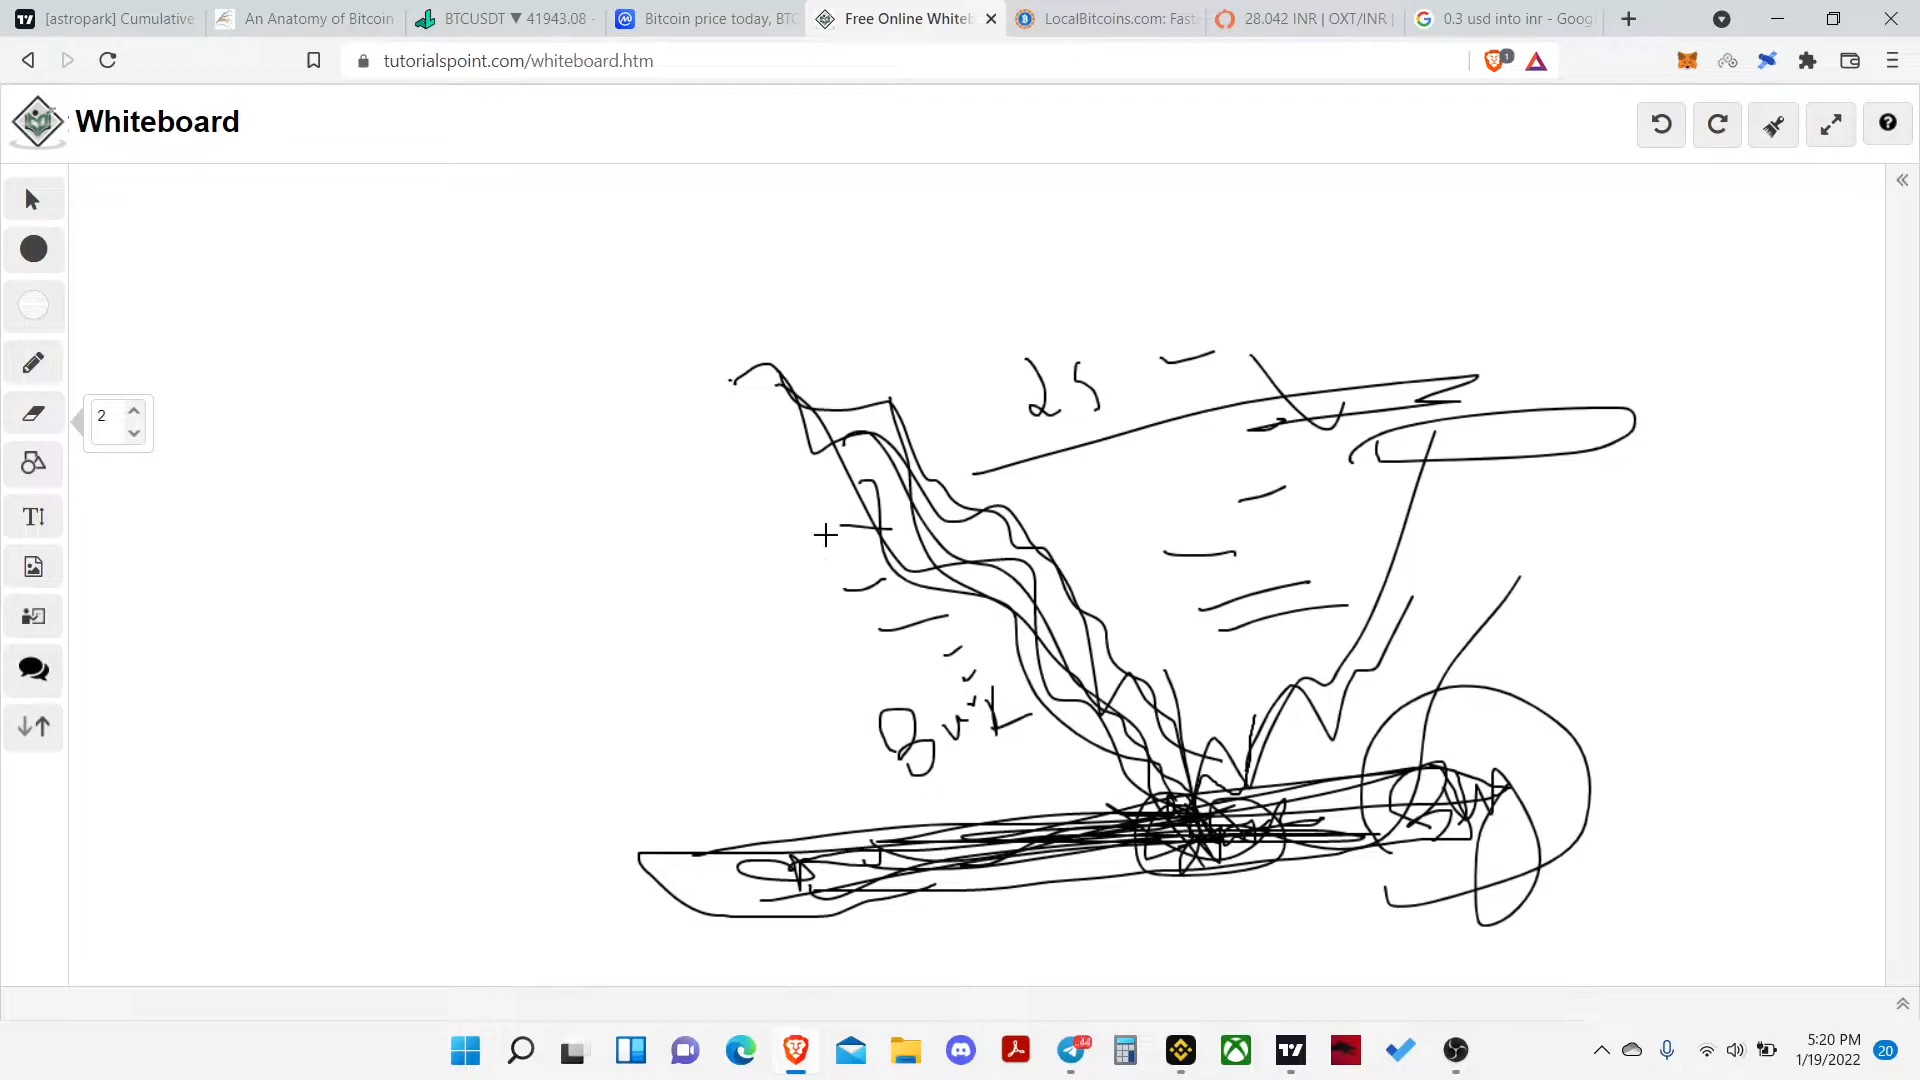 [astropark] Cumulative
An Anatomy of Bitcoin
BTCUSDT ▼ 41943.08 -
Bitcoin price today, BTC
Free Online Whiteb
LocalBitcoins.com: Fast
28.042 INR | OXT/INR |
0.3 usd into inr - Goog
tutorialspoint.com/whiteboard.htm
1
Whiteboard
2
25
44
5:20 PM
1/19/2022
20